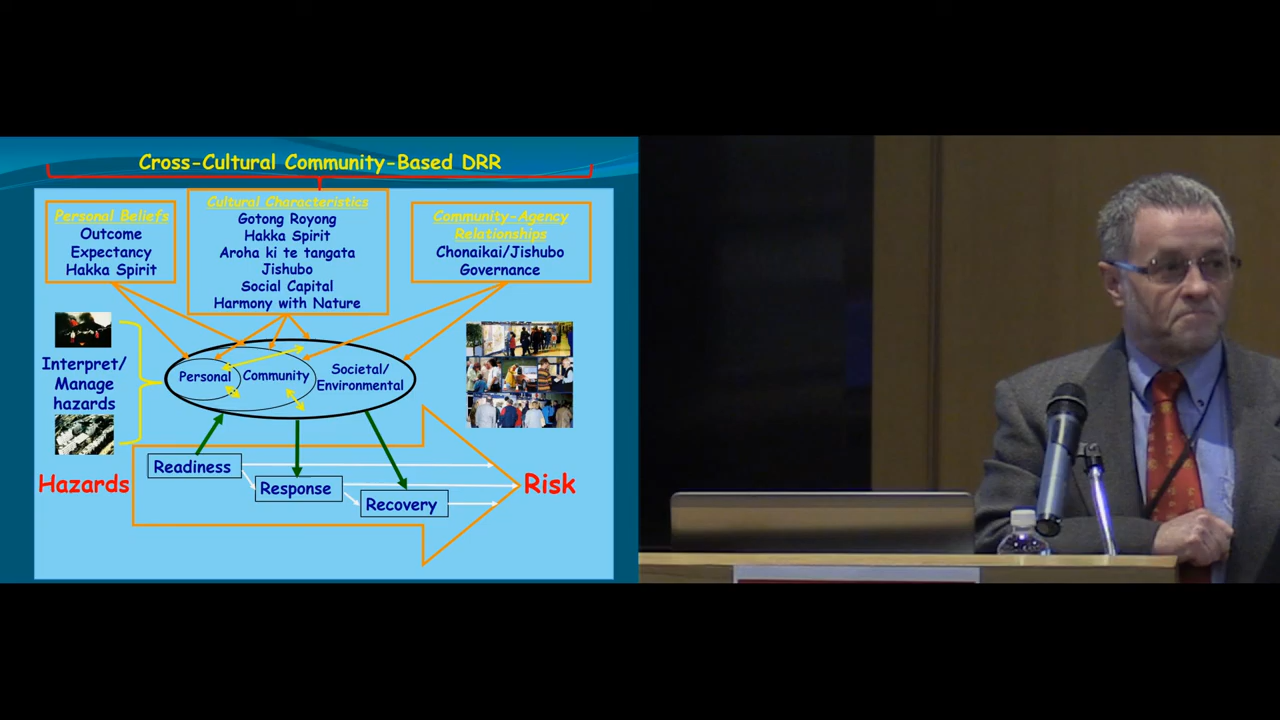 Cross-Cultural Community-Based DRR
Personal Beliefs
Outcome
Expectancy
Hakka Spirit
Cultural Characteristics
Gotong Royong
Hakka Spirit
Aroha ki te tangata
Jishubo
Social Capital
Harmony with Nature
Community-Agency
Relationships
Chonaikai/Jishubo
Governance
Interpret/
Manage
hazards
Personal
Community
Societal/
Environmental
Hazards
Readiness
Response
Recovery
Risk